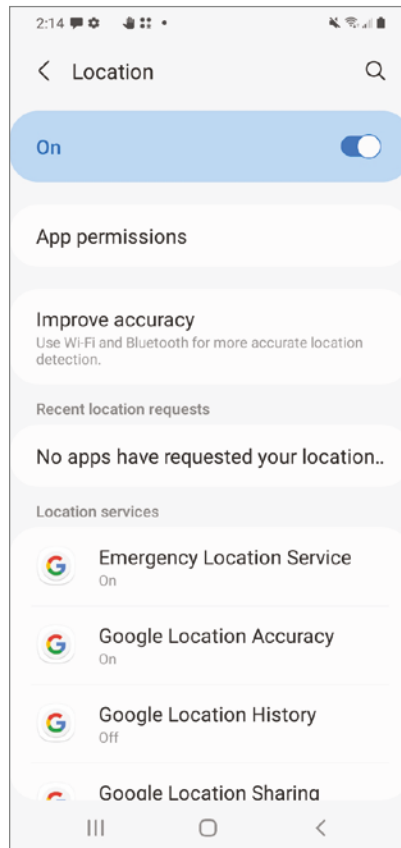 2:14
Location
On
App permissions
Improve accuracy
Use Wi-Fi and Bluetooth for more accurate location
detection.
Recent location requests
No apps have requested your location..
Location services
Emergency Location Service
On
Google Location Accuracy
On
Google Location History
Off
Google Location Sharing